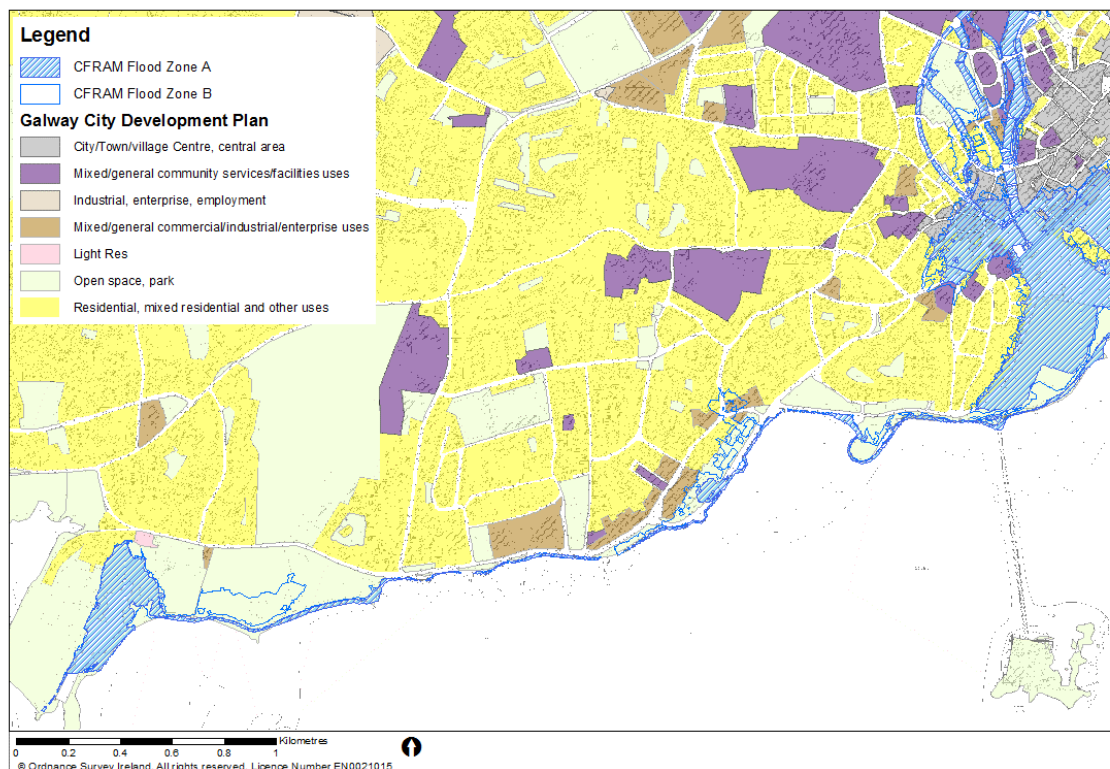 Legend
CFRAM Flood Zone A
CFRAM Flood Zone B
Galway City Development Plan
City/Town/village Centre, central area
Mixed/general community services/facilities uses
Industrial, enterprise, employment
Mixed/general commercial/industrial/enterprise uses
Light Res
Open space, park
Residential, mixed residential and other uses
Kilometres
0 0.2 0.4 0.6 0.8 1
© Ordnance Survey Ireland. All rights reserved. Licence Number EN0021015